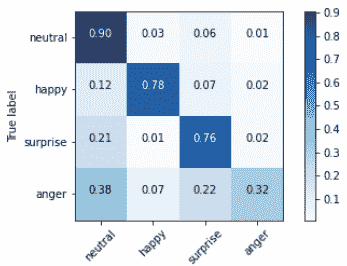 neutral 0.90 0.03 0.06 0.01
happy 0.12 0.78 0.07 0.02
surprise 0.21 0.01 0.76 0.02
anger 0.38 0.07 0.22 0.32
True label
neutral happy surprise anger
0.9
0.8
0.7
0.6
0.5
0.4
0.3
0.2
0.1